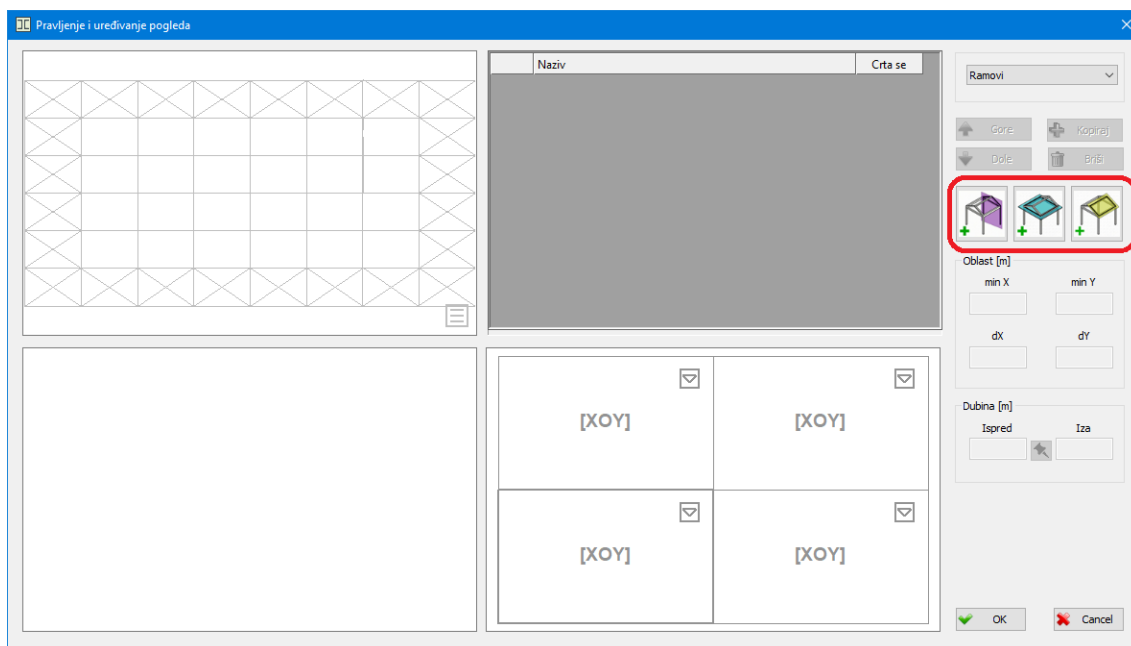 Pravljenje i uređivanje pogleda
Naziv
Crta se
Ramovi
Gore
Kopiraj
Dole
Briši
Oblast [m]
min X
min Y
dX
dY
Dubina [m]
Ispred
Iza
[XOY]
[XOY]
[XOY]
[XOY]
OK
Cancel